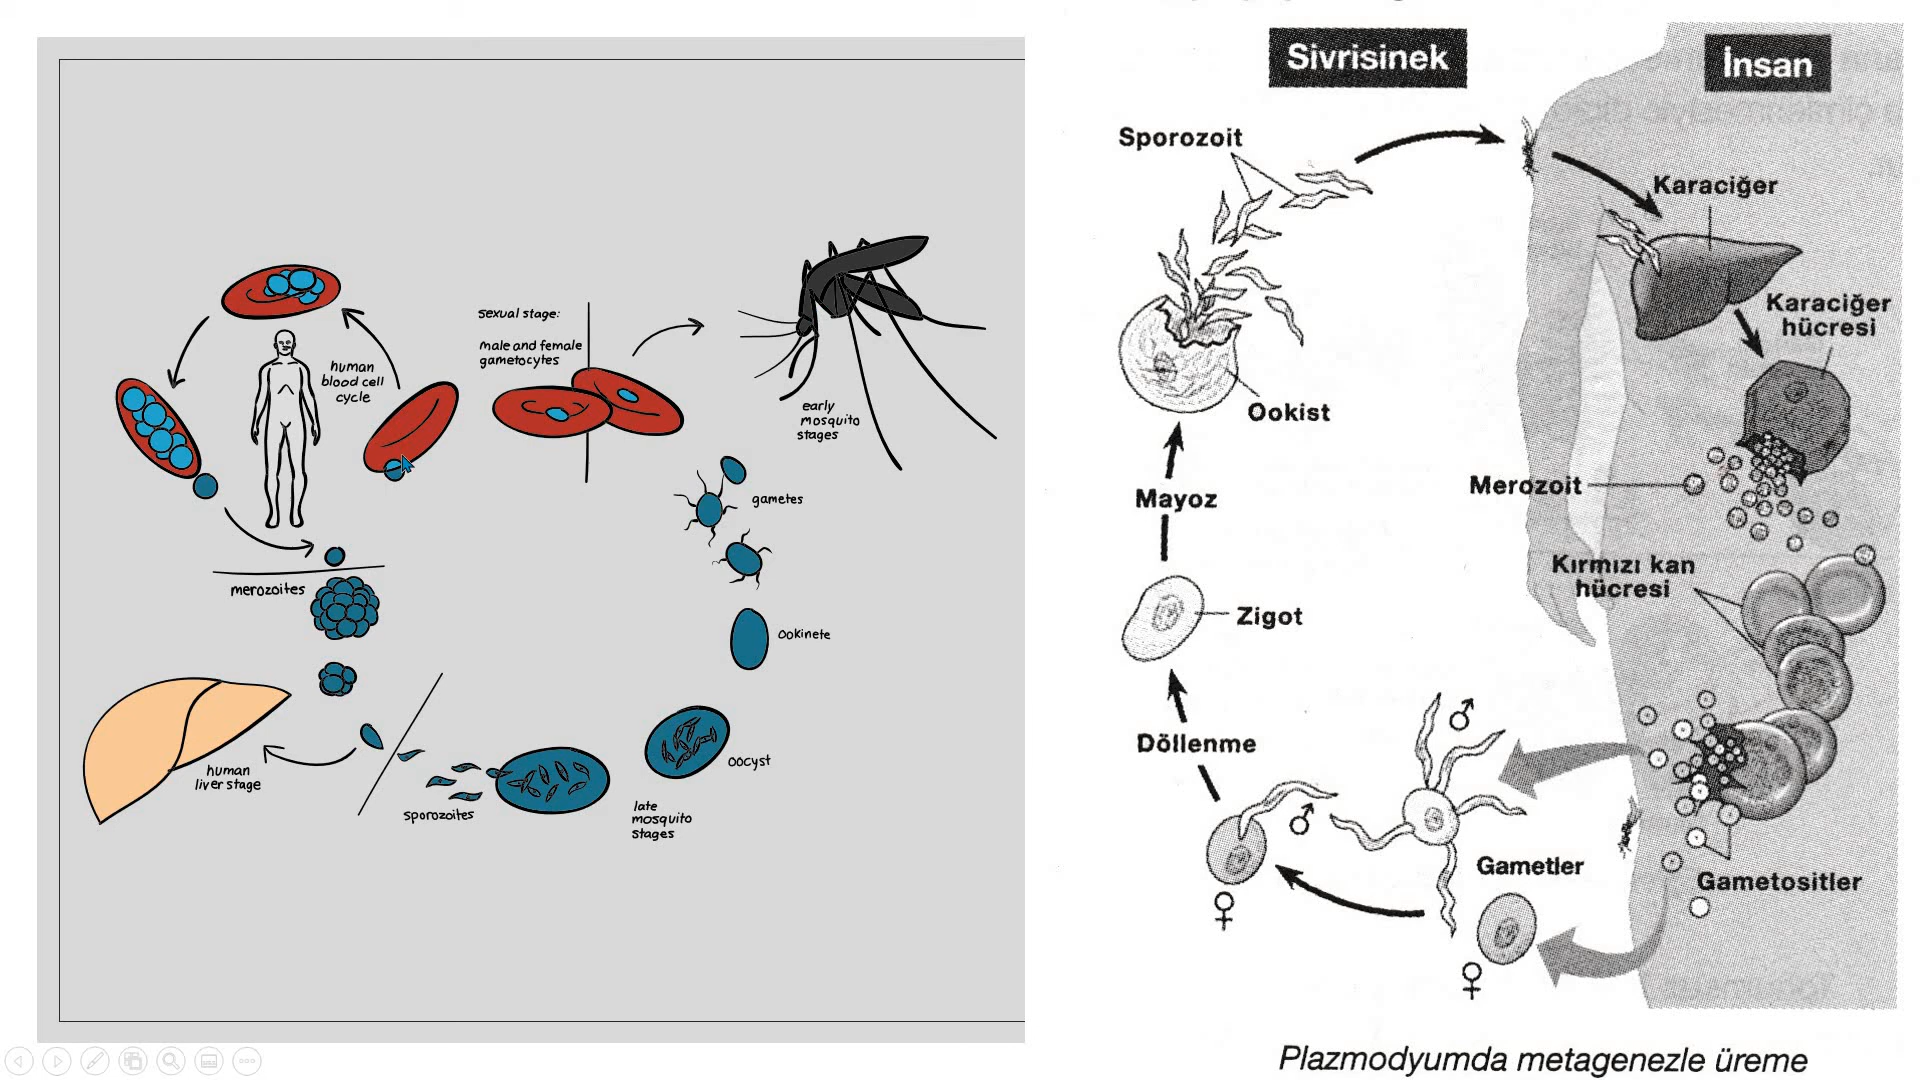 sexual stage:
male and female
gametocytes
human
blood cell
cycle
early
mosquito
stages
gametes
merozoites
ookinete
oocyst
human
liver stage
sporozoites
late
mosquito
stages
Sivrisinek
İnsan
Sporozoit
Karaciğer
Karaciğer
hücresi
Ookist
Merozoit
Mayoz
Kırmızı kan
hücresi
Zigot
♂
Döllenme
♂
Gametler
Gametositler
♀
♀
Plazmodyumda metagenezle üreme